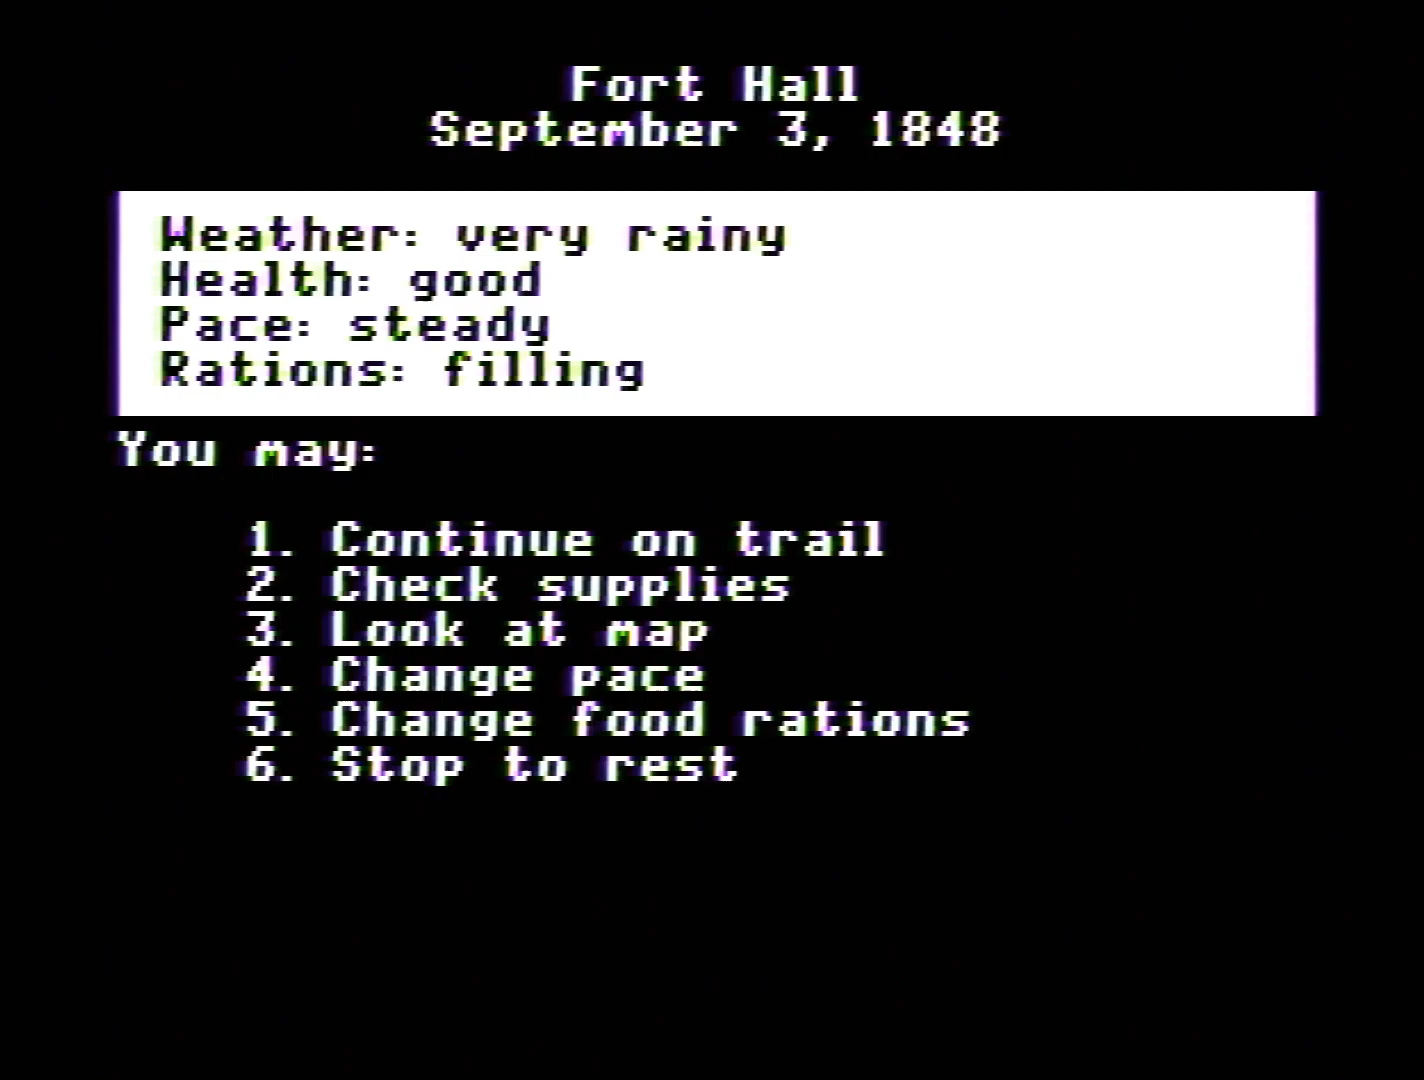 Fort Hall
September 3, 1848
Weather: very rainy
Health: good
Pace: steady
Rations: filling
You may:
1. Continue on trail
2. Check supplies
3. Look at map
4. Change pace
5. Change food rations
6. Stop to rest